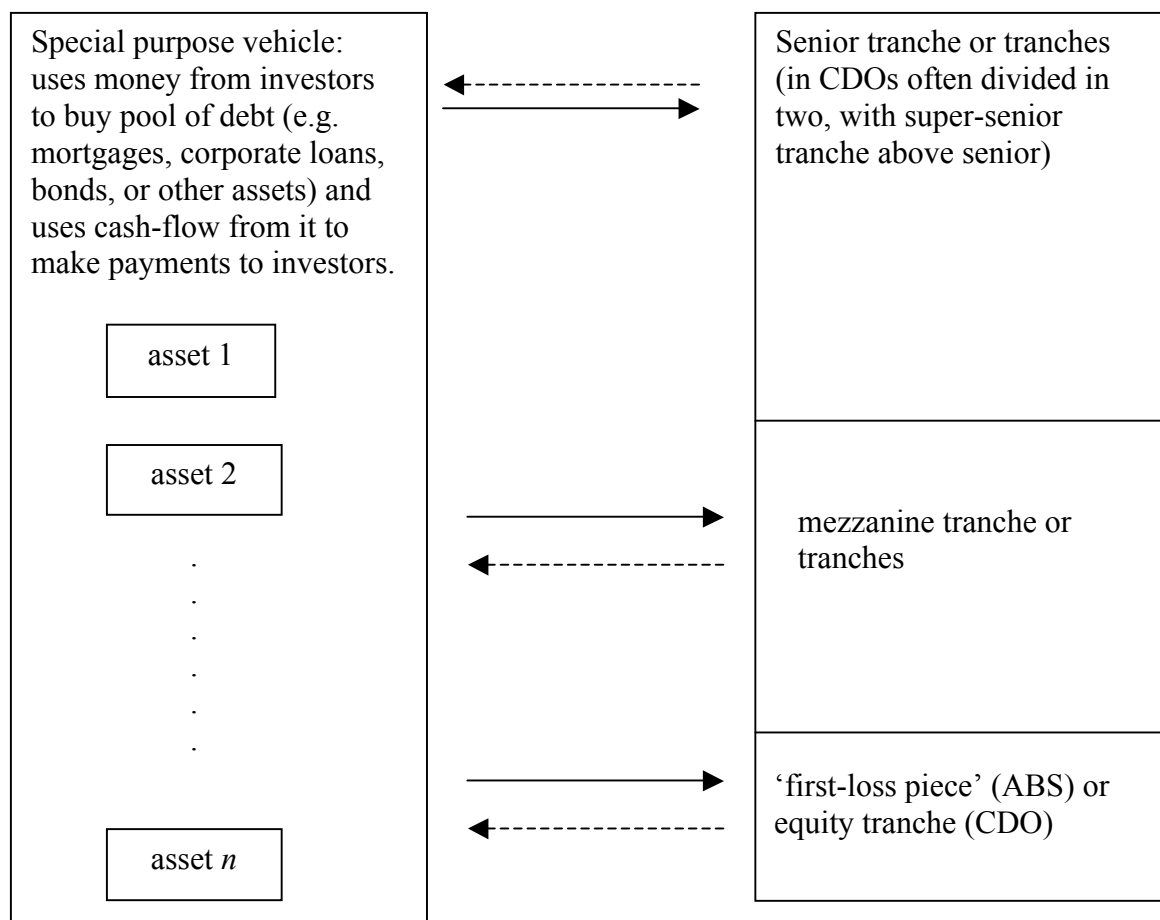 Special purpose vehicle:
uses money from investors
to buy pool of debt (e.g.
mortgages, corporate loans,
bonds, or other assets) and
uses cash-flow from it to
make payments to investors.
asset 1
asset 2
.
.
.
.
.
.
asset n
Senior tranche or tranches
(in CDOs often divided in
two, with super-senior
tranche above senior)
mezzanine tranche or
tranches
‘first-loss piece’ (ABS) or
equity tranche (CDO)